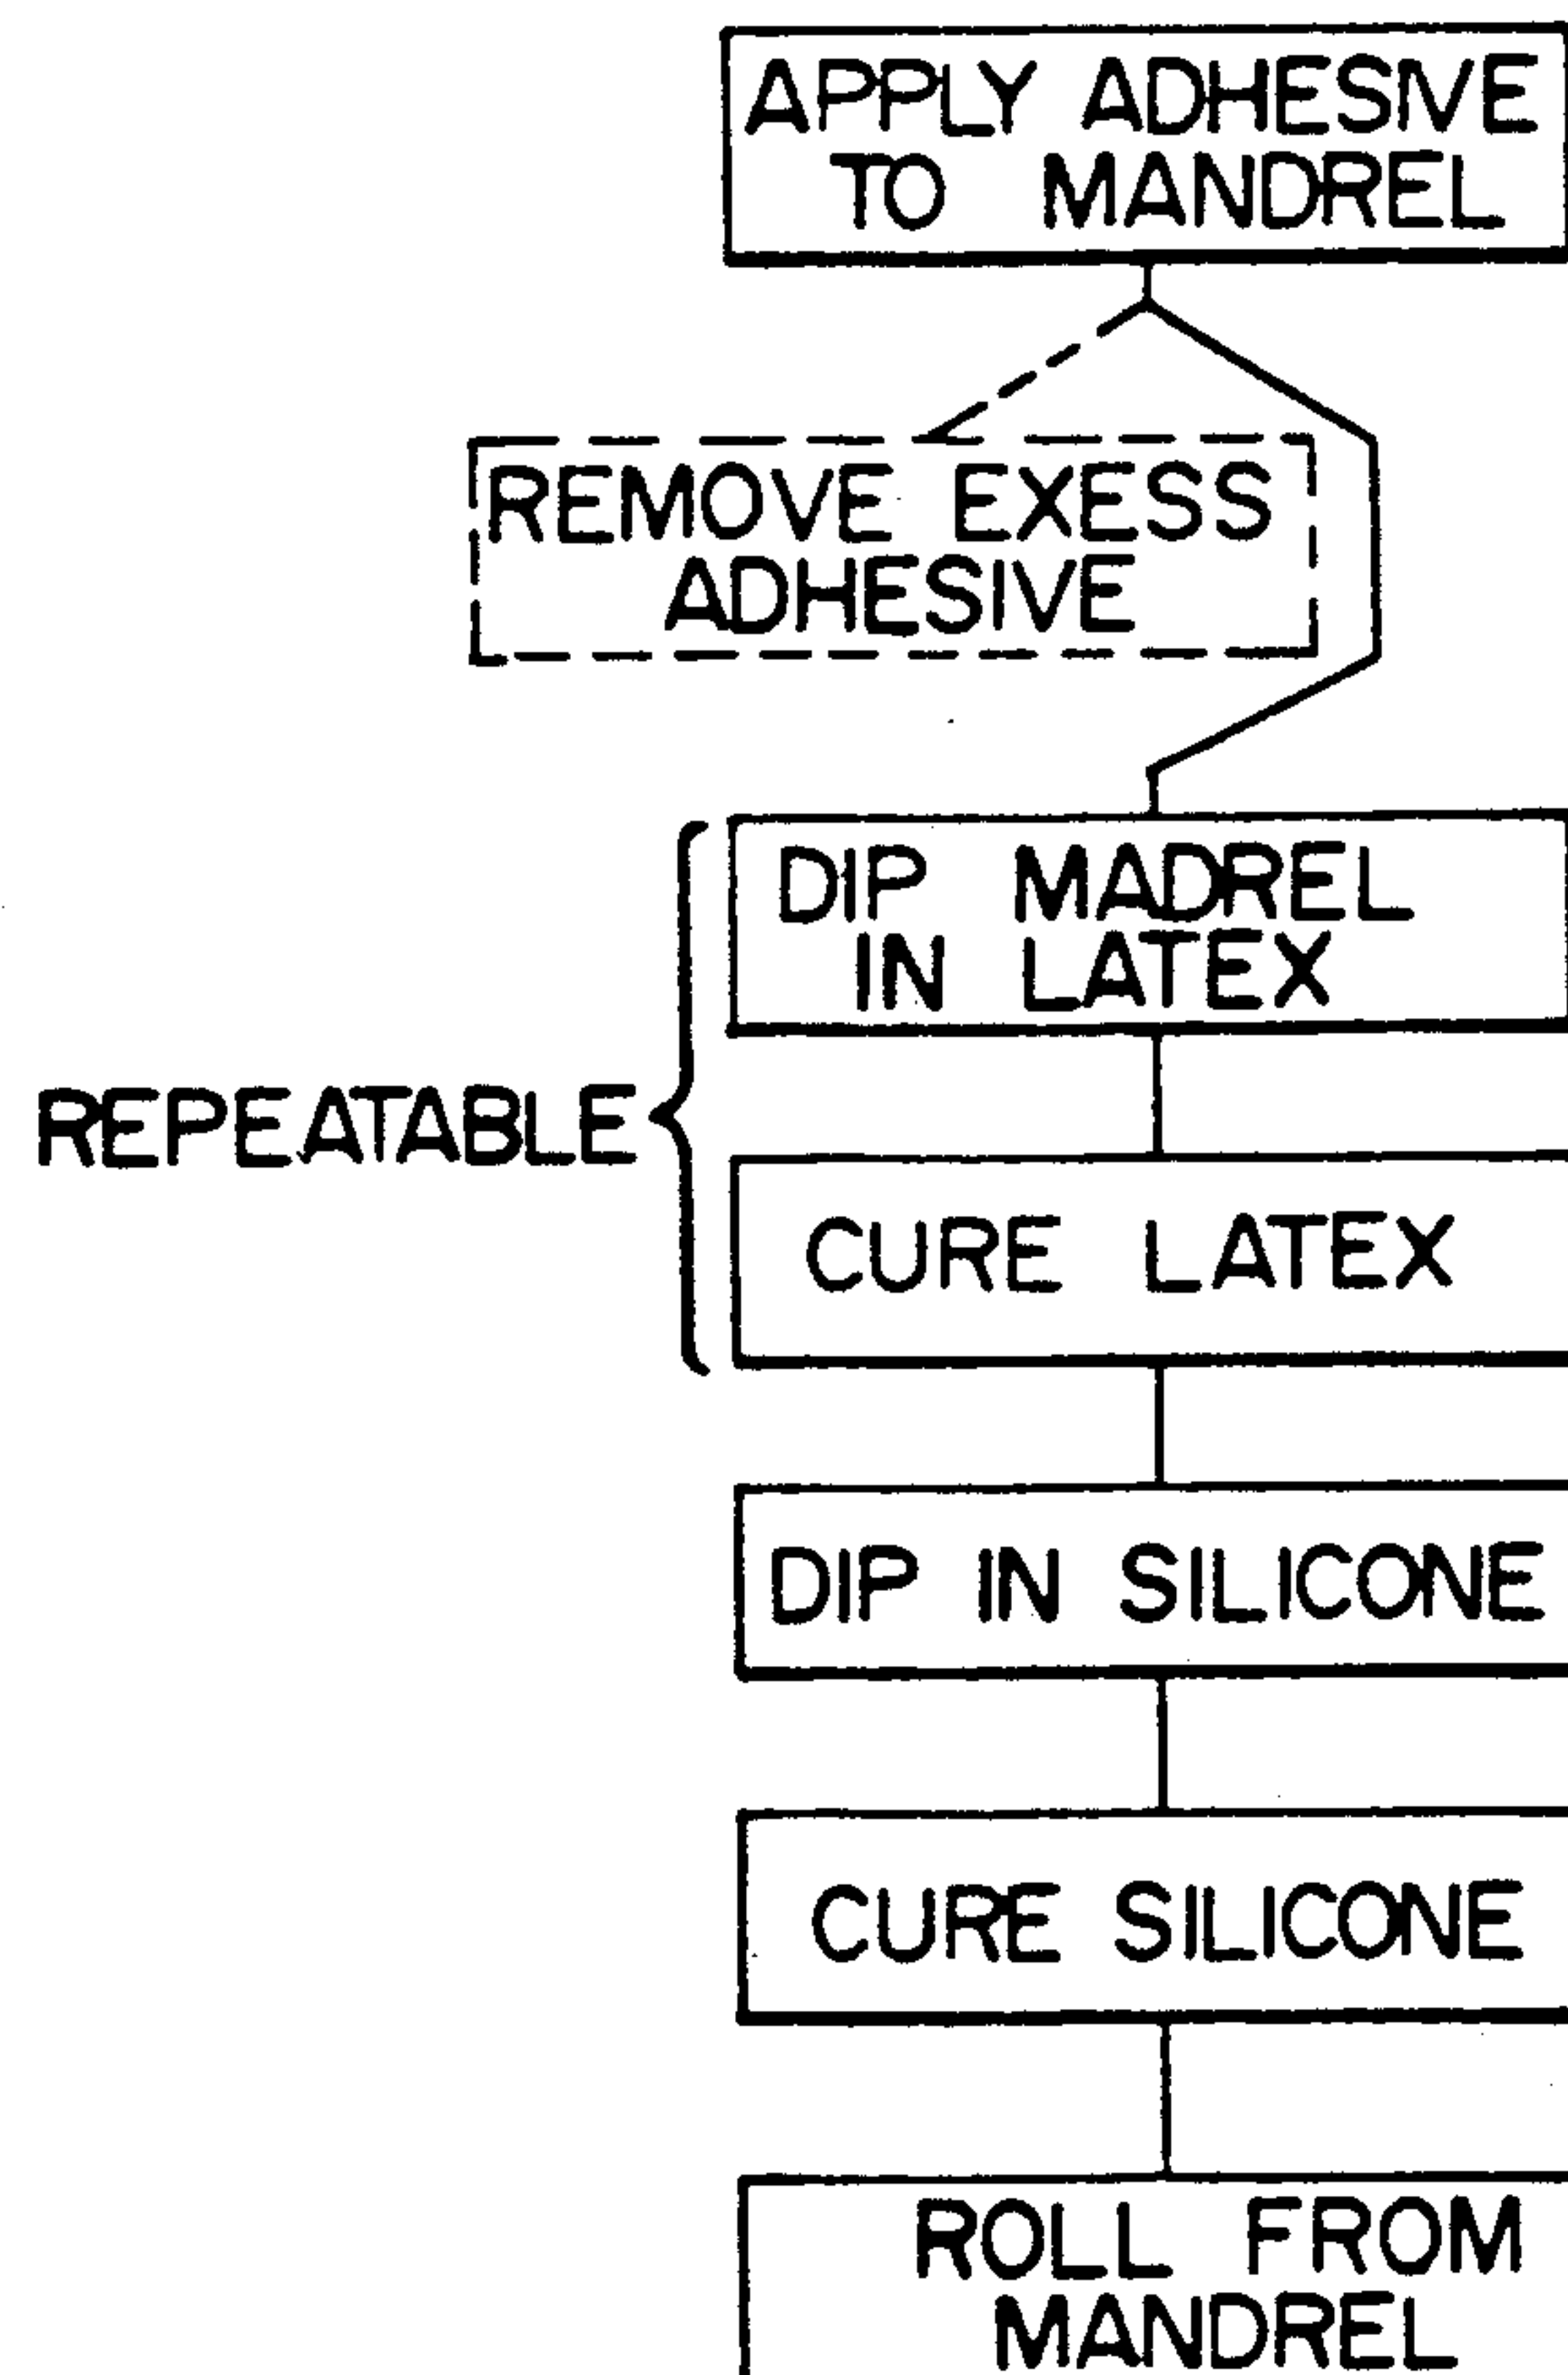 APPLY ADHESIVE
TO MANDREL
REMOVE EXESS
ADHESIVE
DIP MADREL
IN LATEX
REPEATABLE
CURE LATEX
DIP IN SILICONE
CURE SILICONE
ROLL FROM
MANDREL